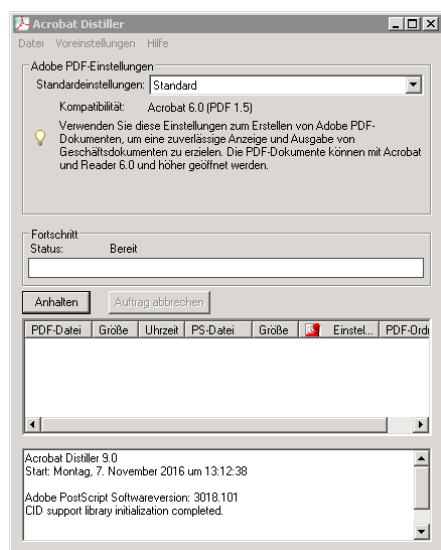 Acrobat Distiller
Datei Voreinstellungen Hilfe
Adobe PDF-Einstellungen
Standardeinstellungen: Standard
Kompatibilität: Acrobat 6.0 (PDF 1.5)
Verwenden Sie diese Einstellungen zum Erstellen von Adobe PDF-
Dokumenten, um eine zuverlässige Anzeige und Ausgabe von
Geschäftsdokumenten zu erzielen. Die PDF-Dokumente können mit Acrobat
und Reader 6.0 und höher geöffnet werden.
Fortschritt
Status: Bereit
Anhalten Auftrag abbrechen
PDF-Datei Größe Uhrzeit PS-Datei Größe Einstel... PDF-Ord
Acrobat Distiller 9.0
Start: Montag, 7. November 2016 um 13:12:38
Adobe PostScript Softwareversion: 3018.101
CID support library initialization completed.